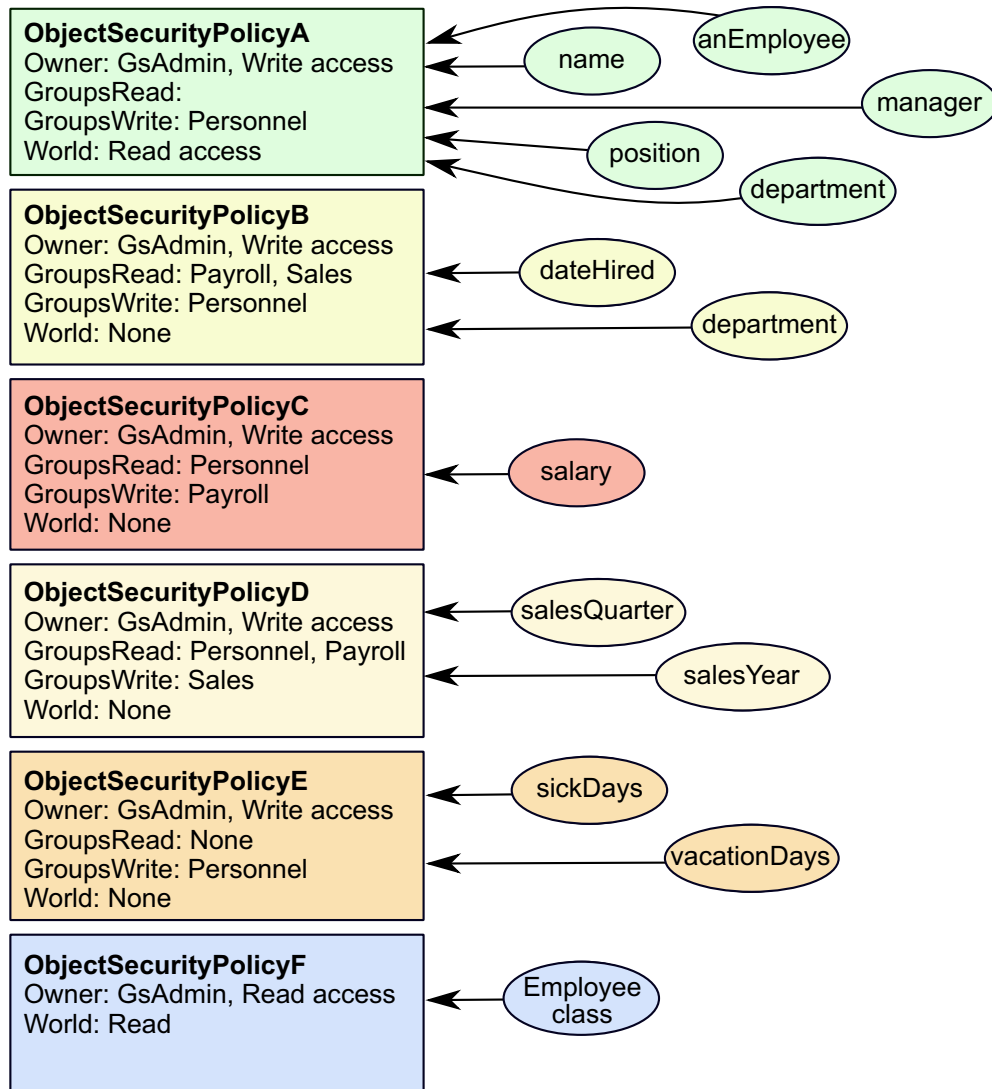 ObjectSecurityPolicyA
Owner: GsAdmin, Write access
GroupsRead:
GroupsWrite: Personnel
World: Read access
anEmployee
name
manager
position
department
ObjectSecurityPolicyB
Owner: GsAdmin, Write access
GroupsRead: Payroll, Sales
GroupsWrite: Personnel
World: None
dateHired
department
ObjectSecurityPolicyC
Owner: GsAdmin, Write access
GroupsRead: Personnel
GroupsWrite: Payroll
World: None
salary
ObjectSecurityPolicyD
Owner: GsAdmin, Write access
GroupsRead: Personnel, Payroll
GroupsWrite: Sales
World: None
salesQuarter
salesYear
ObjectSecurityPolicyE
Owner: GsAdmin, Write access
GroupsRead: None
GroupsWrite: Personnel
World: None
sickDays
vacationDays
ObjectSecurityPolicyF
Owner: GsAdmin, Read access
World: Read
Employee
class